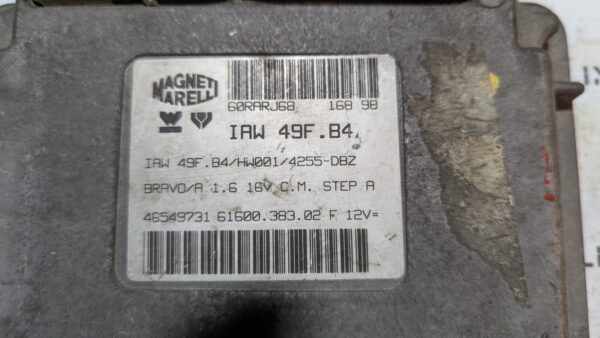 MAGNETI
MARELLI
60RARJ68 168 98
IAW 49F.B4
IAW 49F.B4/HW001/4255-DBZ
BRAVO/A 1.6 16V C.M. STEP A
46549731 61600.383.02 F 12V=